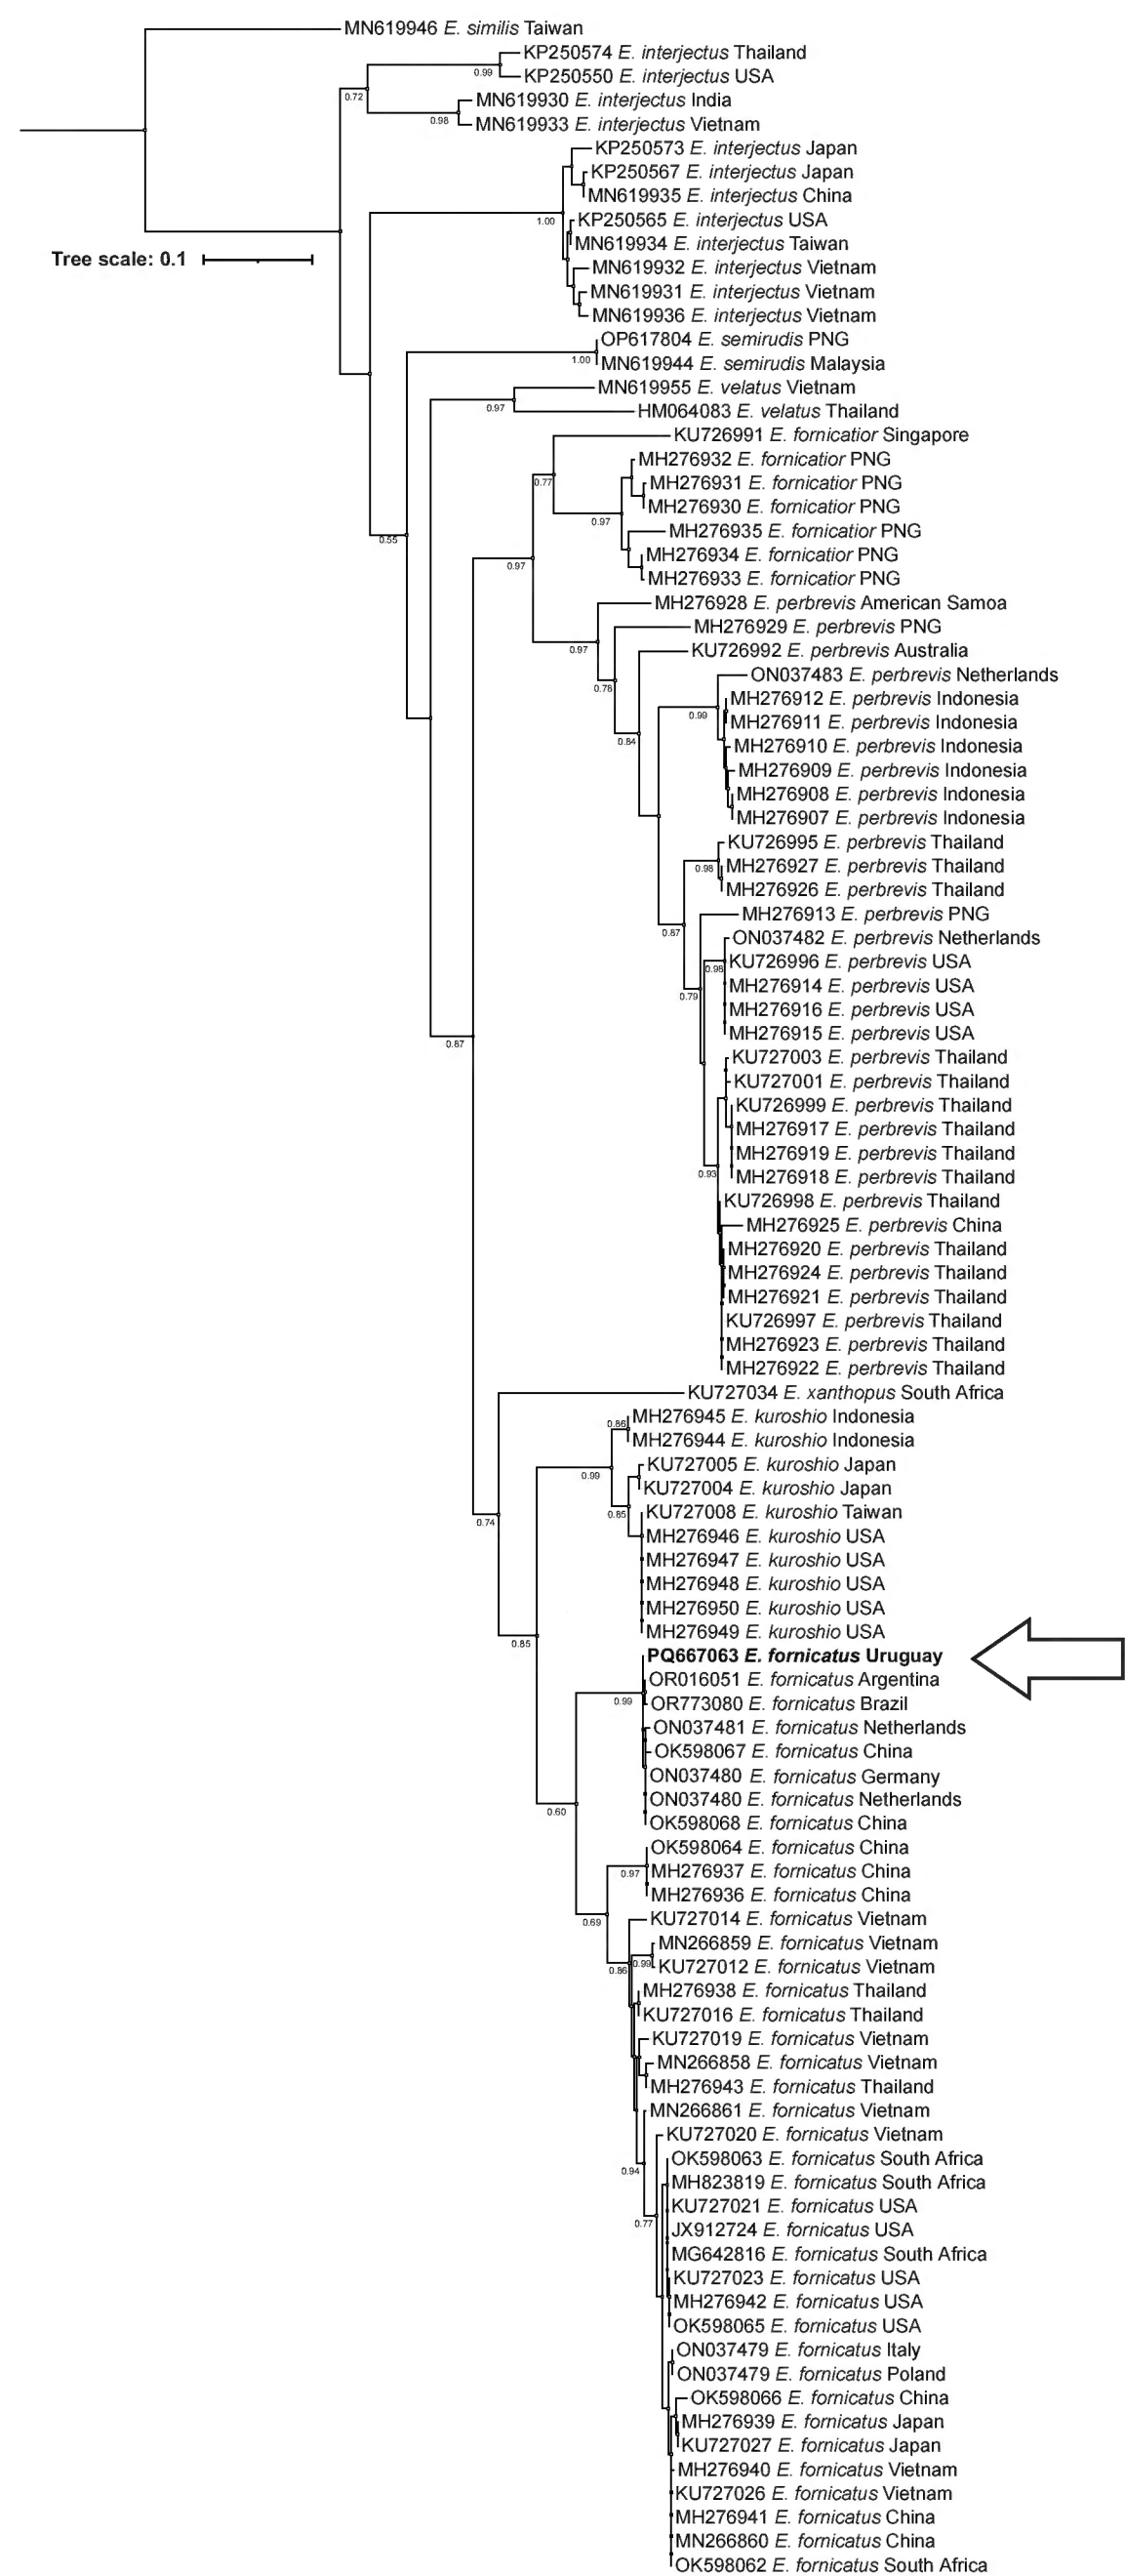 MN619946 E. similis Taiwan
KP250574 E. interjectus Thailand
0.99
KP250550 E. interjectus USA
0.72
MN619930 E. interjectus India
0.98
MN619933 E. interjectus Vietnam
KP250573 E. interjectus Japan
KP250567 E. interjectus Japan
MN619935 E. interjectus China
1.00
KP250565 E. interjectus USA
MN619934 E. interjectus Taiwan
Tree scale: 0.1
MN619932 E. interjectus Vietnam
MN619931 E. interjectus Vietnam
MN619936 E. interjectus Vietnam
OP617804 E. semirudis PNG
1.00
MN619944 E. semirudis Malaysia
MN619955 E. velatus Vietnam
0.97
HM064083 E. velatus Thailand
KU726991 E. fornicatior Singapore
MH276932 E. fornicatior PNG
0.77
MH276931 E. fornicatior PNG
MH276930 E. fornicatior PNG
0.97
MH276935 E. fornicatior PNG
0.55
MH276934 E. fornicatior PNG
0.97
MH276933 E. fornicatior PNG
MH276928 E. perbrevis American Samoa
MH276929 E. perbrevis PNG
0.97
KU726992 E. perbrevis Australia
ON037483 E. perbrevis Netherlands
0.78
MH276912 E. perbrevis Indonesia
0.99
MH276911 E. perbrevis Indonesia
0.84
MH276910 E. perbrevis Indonesia
MH276909 E. perbrevis Indonesia
MH276908 E. perbrevis Indonesia
MH276907 E. perbrevis Indonesia
KU726995 E. perbrevis Thailand
0.98
MH276927 E. perbrevis Thailand
MH276926 E. perbrevis Thailand
MH276913 E. perbrevis PNG
0.87
ON037482 E. perbrevis Netherlands
KU726996 E. perbrevis USA
0.98
MH276914 E. perbrevis USA
0.79
MH276916 E. perbrevis USA
MH276915 E. perbrevis USA
0.87
KU727003 E. perbrevis Thailand
KU727001 E. perbrevis Thailand
KU726999 E. perbrevis Thailand
MH276917 E. perbrevis Thailand
MH276919 E. perbrevis Thailand
0.93
MH276918 E. perbrevis Thailand
KU726998 E. perbrevis Thailand
MH276925 E. perbrevis China
MH276920 E. perbrevis Thailand
MH276924 E. perbrevis Thailand
MH276921 E. perbrevis Thailand
KU726997 E. perbrevis Thailand
MH276923 E. perbrevis Thailand
MH276922 E. perbrevis Thailand
KU727034 E. xanthopus South Africa
MH276945 E. kuroshio Indonesia
0.86
MH276944 E. kuroshio Indonesia
KU727005 E. kuroshio Japan
0.99
KU727004 E. kuroshio Japan
KU727008 E. kuroshio Taiwan
0.85
0.74
MH276946 E. kuroshio USA
MH276947 E. kuroshio USA
MH276948 E. kuroshio USA
MH276950 E. kuroshio USA
MH276949 E. kuroshio USA
0.85
PQ667063 E. fornicatus Uruguay
OR016051 E. fornicatus Argentina
0.99
OR773080 E. fornicatus Brazil
ON037481 E. fornicatus Netherlands
OK598067 E. fornicatus China
ON037480 E. fornicatus Germany
ON037480 E. fornicatus Netherlands
0.60
OK598068 E. fornicatus China
OK598064 E. fornicatus China
0.97
MH276937 E. fornicatus China
MH276936 E. fornicatus China
KU727014 E. fornicatus Vietnam
0.69
MN266859 E. fornicatus Vietnam
0.99
KU727012 E. fornicatus Vietnam
0.86
MH276938 E. fornicatus Thailand
KU727016 E. fornicatus Thailand
KU727019 E. fornicatus Vietnam
MN266858 E. fornicatus Vietnam
MH276943 E. fornicatus Thailand
MN266861 E. fornicatus Vietnam
KU727020 E. fornicatus Vietnam
OK598063 E. fornicatus South Africa
0.94
MH823819 E. fornicatus South Africa
KU727021 E. fornicatus USA
0.77
JX912724 E. fornicatus USA
MG642816 E. fornicatus South Africa
KU727023 E. fornicatus USA
MH276942 E. fornicatus USA
OK598065 E. fornicatus USA
ON037479 E. fornicatus Italy
ON037479 E. fornicatus Poland
OK598066 E. fornicatus China
MH276939 E. fornicatus Japan
KU727027 E. fornicatus Japan
MH276940 E. fornicatus Vietnam
KU727026 E. fornicatus Vietnam
MH276941 E. fornicatus China
MN266860 E. fornicatus China
OK598062 E. fornicatus South Africa